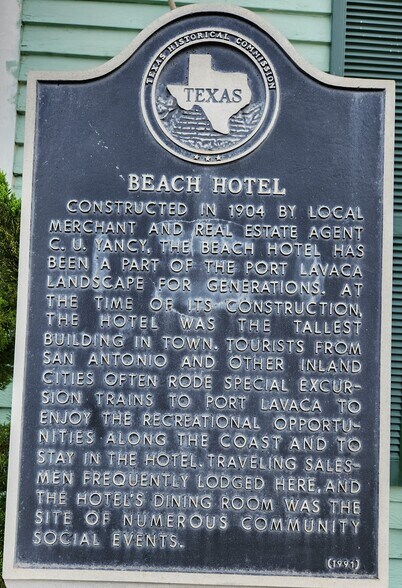 TEXAS HISTORICAL COMMISSION
TEXAS
BEACH HOTEL
CONSTRUCTED IN 1904 BY LOCAL
MERCHANT AND REAL ESTATE AGENT
C. U. YANCY, THE BEACH HOTEL HAS
BEEN A PART OF THE PORT LAVACA
LANDSCAPE FOR GENERATIONS. AT
THE TIME OF ITS CONSTRUCTION,
THE HOTEL WAS THE TALLEST
BUILDING IN TOWN. TOURISTS FROM
SAN ANTONIO AND OTHER INLAND
CITIES OFTEN RODE SPECIAL EXCUR-
SION TRAINS TO PORT LAVACA TO
ENJOY THE RECREATIONAL OPPORTU-
NITIES ALONG THE COAST AND TO
STAY IN THE HOTEL. TRAVELING SALES-
MEN FREQUENTLY LODGED HERE, AND
THE HOTEL'S DINING ROOM WAS THE
SITE OF NUMEROUS COMMUNITY
SOCIAL EVENTS.
(1991)